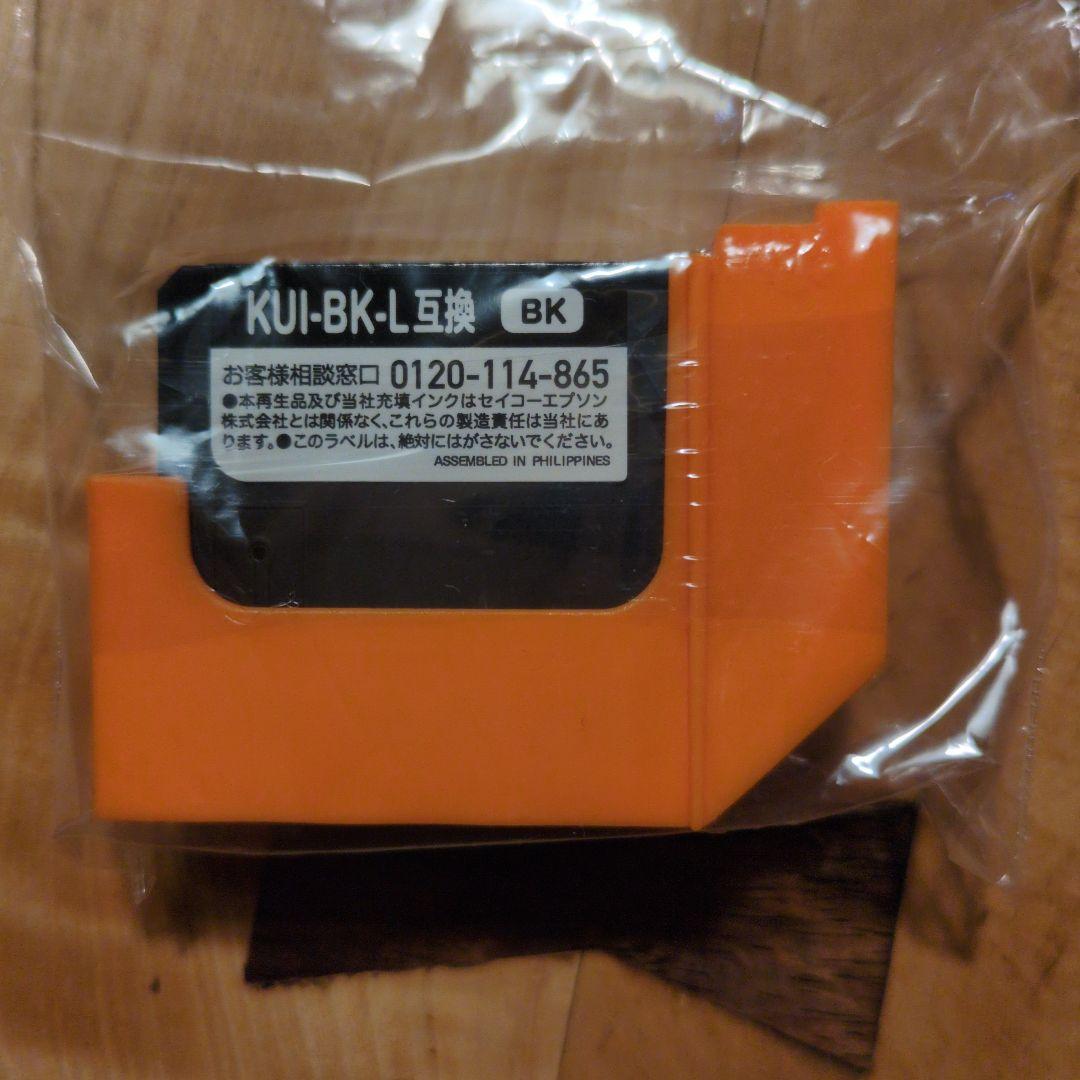 KUI-BK-L互換 BK
お客様相談窓口 0120-114-865
●本再生品及び当社充填インクはセイコーエプソン
株式会社とは関係なく、これらの製造責任は当社にあ
ります。●このラベルは、絶対にはがさないでください。
ASSEMBLED IN PHILIPPINES